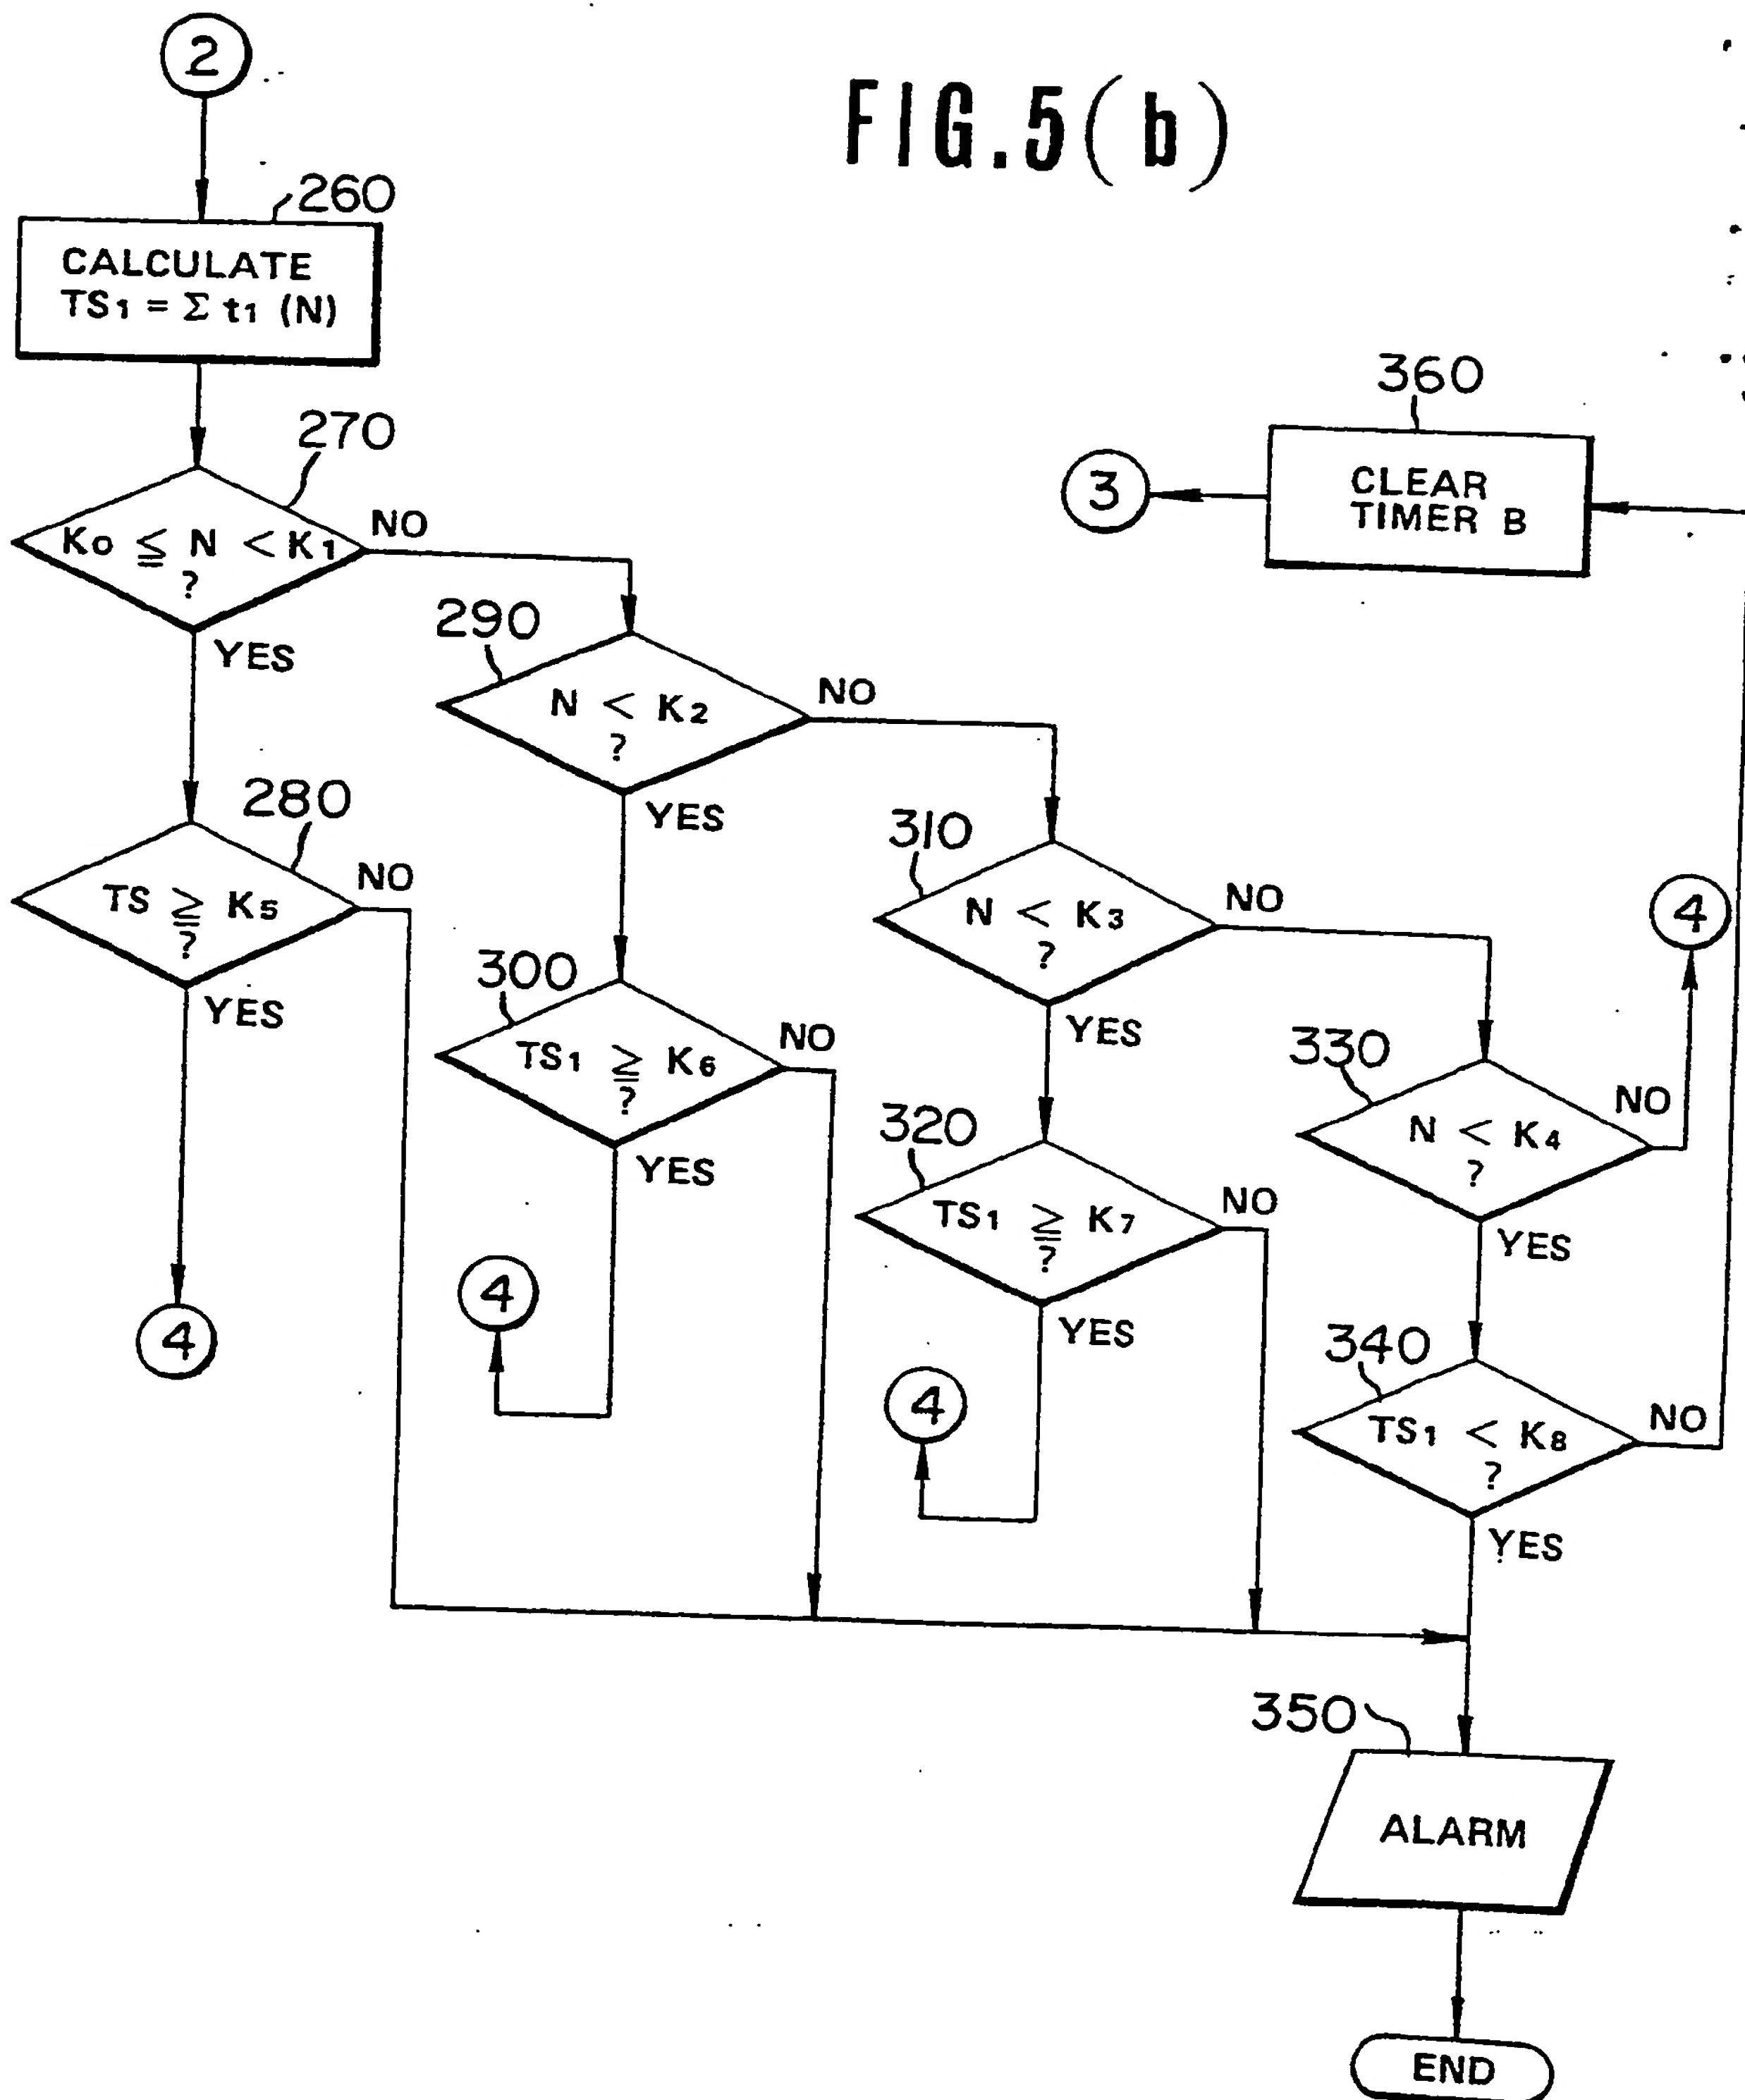 2
FIG.5(b)
260
CALCULATE
TS1 = Σ t1 (N)
360
CLEAR
TIMER B
3
270
K0 ≦ N < K1
?
NO
YES
290
N < K2
?
NO
YES
280
TS ≧ K5
?
NO
YES
4
310
N < K3
?
NO
YES
4
300
TS1 ≧ K6
?
NO
YES
4
330
N < K4
?
NO
YES
320
TS1 ≧ K7
?
NO
YES
4
340
TS1 < K8
?
NO
YES
350
ALARM
END